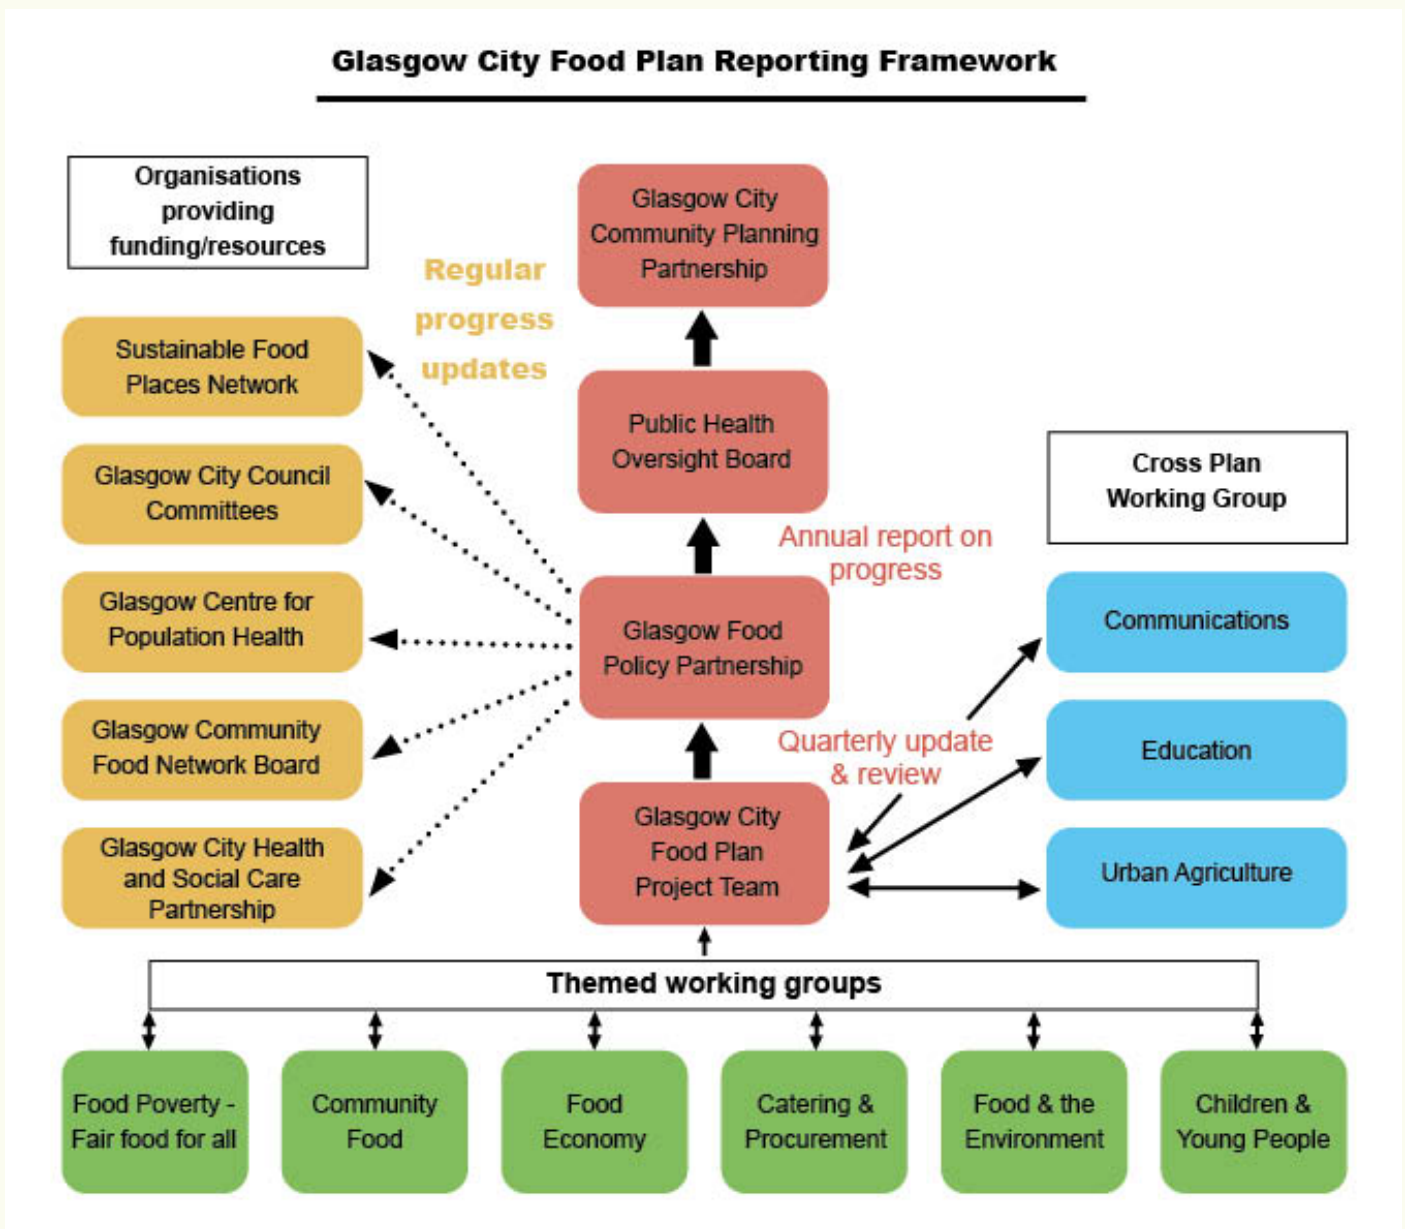 Glasgow City Food Plan Reporting Framework
Organisations
providing
funding/resources
Regular
progress
updates
Sustainable Food
Places Network
Glasgow City Council
Committees
Glasgow Centre for
Population Health
Glasgow Community
Food Network Board
Glasgow City Health
and Social Care
Partnership
Glasgow City
Community Planning
Partnership
Public Health
Oversight Board
Annual report on
progress
Glasgow Food
Policy Partnership
Quarterly update
& review
Glasgow City
Food Plan
Project Team
Cross Plan
Working Group
Communications
Education
Urban Agriculture
Themed working groups
Food Poverty -
Fair food for all
Community
Food
Food
Economy
Catering &
Procurement
Food & the
Environment
Children &
Young People